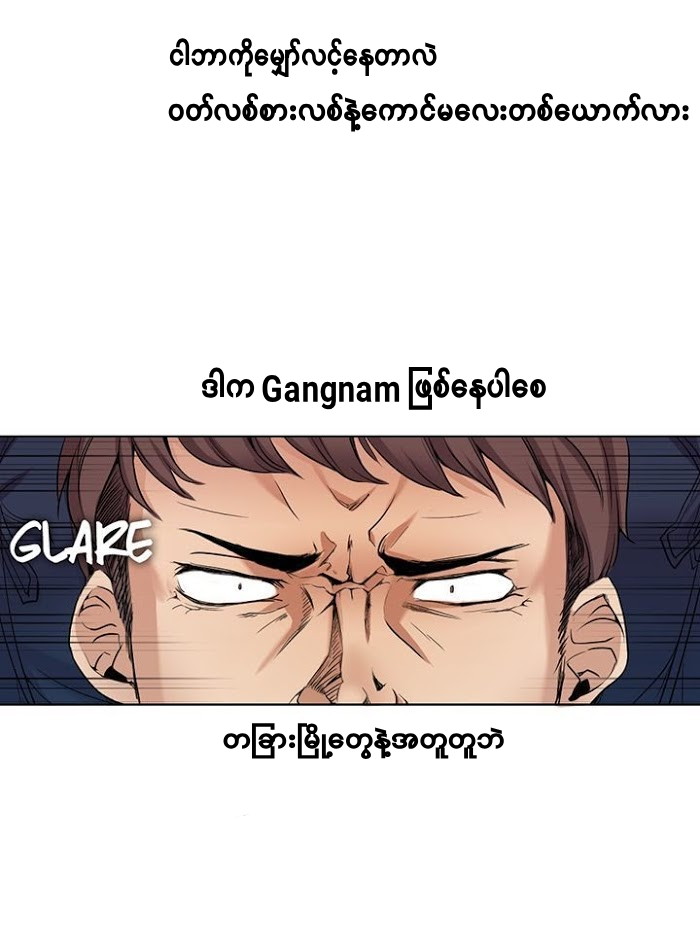 ငါဘာကိုမျှော်လင့်နေတာလဲ
ဝတ်လစ်စားလစ်နဲ့ကောင်မလေးတစ်ယောက်လား
ဒါက Gangnam ဖြစ်နေပါစေ
GLARE
တခြားမြို့တွေနဲ့အတူတူဘဲ